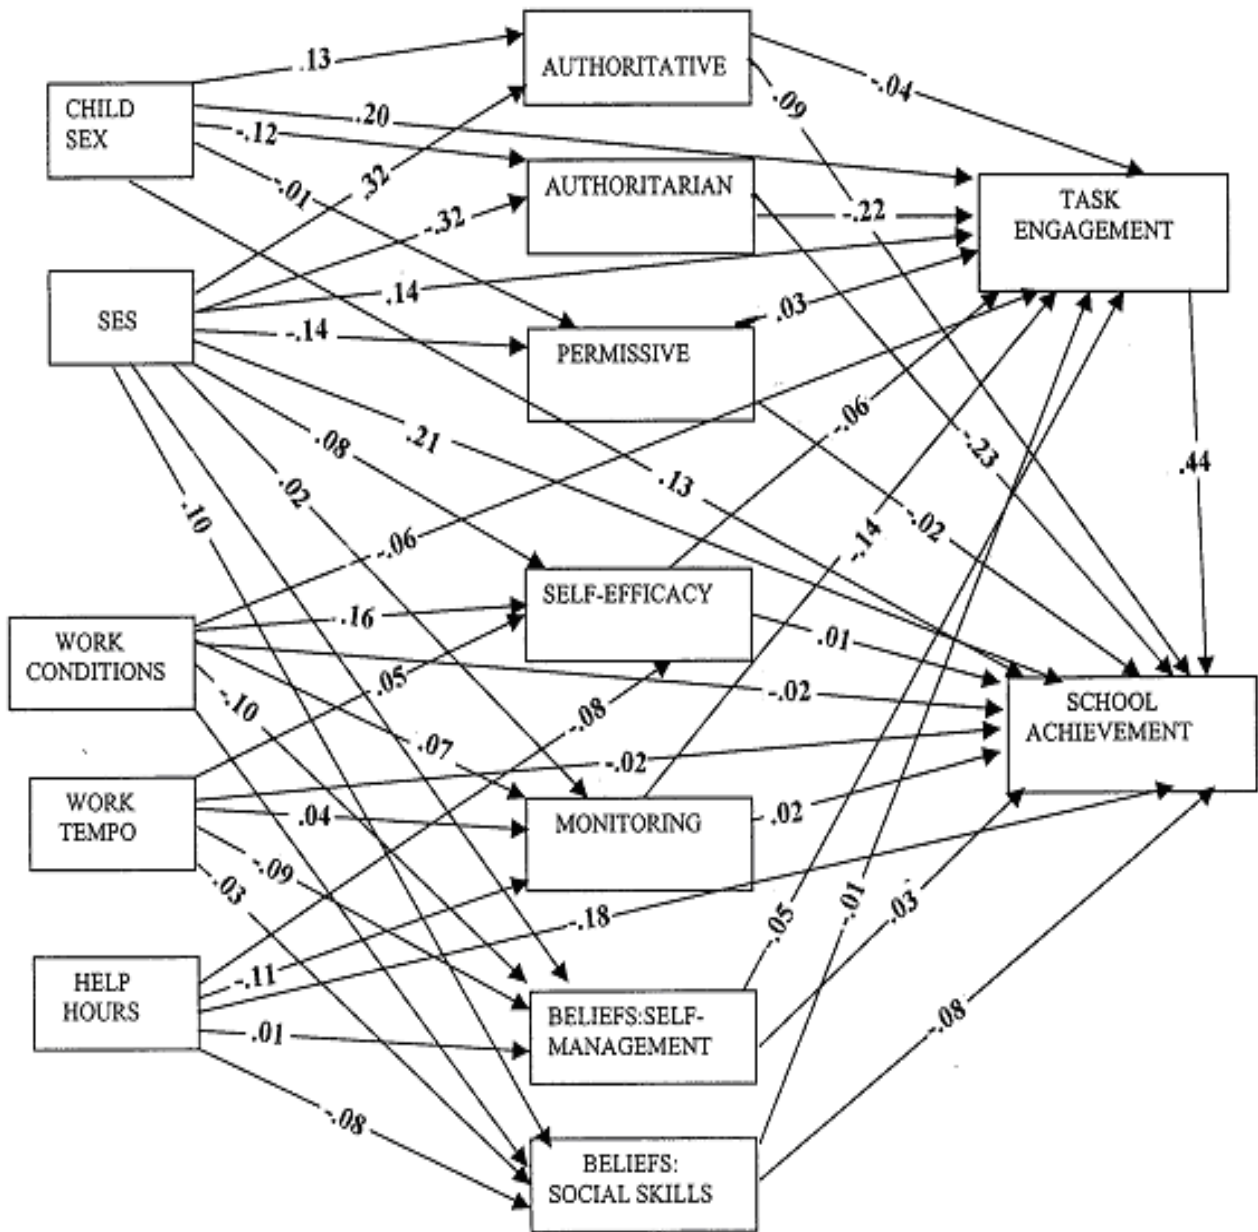 .13
AUTHORITATIVE
-.04
CHILD
SEX
.20
.09
-.12
-.01
.32
AUTHORITARIAN
-.22
TASK
ENGAGEMENT
-.32
SES
.14
.03
-.14
PERMISSIVE
.08
.21
-.06
-.23
.44
.02
.13
.10
-.02
-.06
-.14
SELF-EFFICACY
.16
.01
WORK
CONDITIONS
.05
-.02
SCHOOL
ACHIEVEMENT
-.10
-.08
.07
-.02
WORK
TEMPO
.04
MONITORING
.02
-.09
.03
-.18
-.05
-.01
.03
HELP
HOURS
-.11
.01
BELIEFS:SELF-
MANAGEMENT
-.08
-.08
BELIEFS:
SOCIAL SKILLS